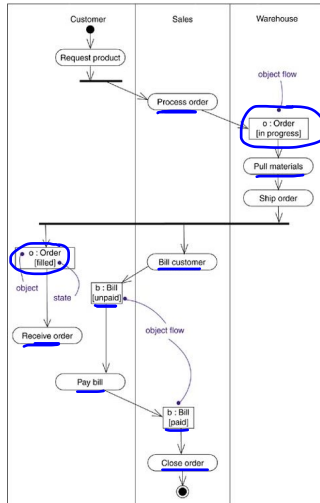 Customer
Sales
Warehouse
Request product
object flow
Process order
o : Order
[in progress]
Pull materials
Ship order
o : Order
[filled]
Bill customer
object
state
b : Bill
[unpaid]
object flow
Receive order
Pay bill
b : Bill
[paid]
Close order